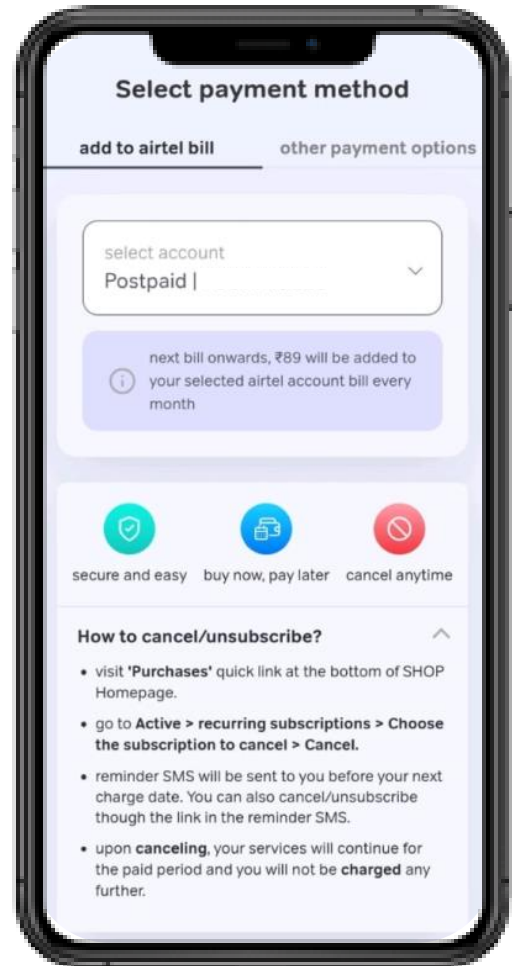 Select payment method
add to airtel bill
other payment options
select account
Postpaid |
next bill onwards, ₹89 will be added to
your selected airtel account bill every
month
secure and easy
buy now, pay later
cancel anytime
How to cancel/unsubscribe?
• visit 'Purchases' quick link at the bottom of SHOP
Homepage.
• go to Active > recurring subscriptions > Choose
the subscription to cancel > Cancel.
• reminder SMS will be sent to you before your next
charge date. You can also cancel/unsubscribe
though the link in the reminder SMS.
• upon canceling, your services will continue for
the paid period and you will not be charged any
further.